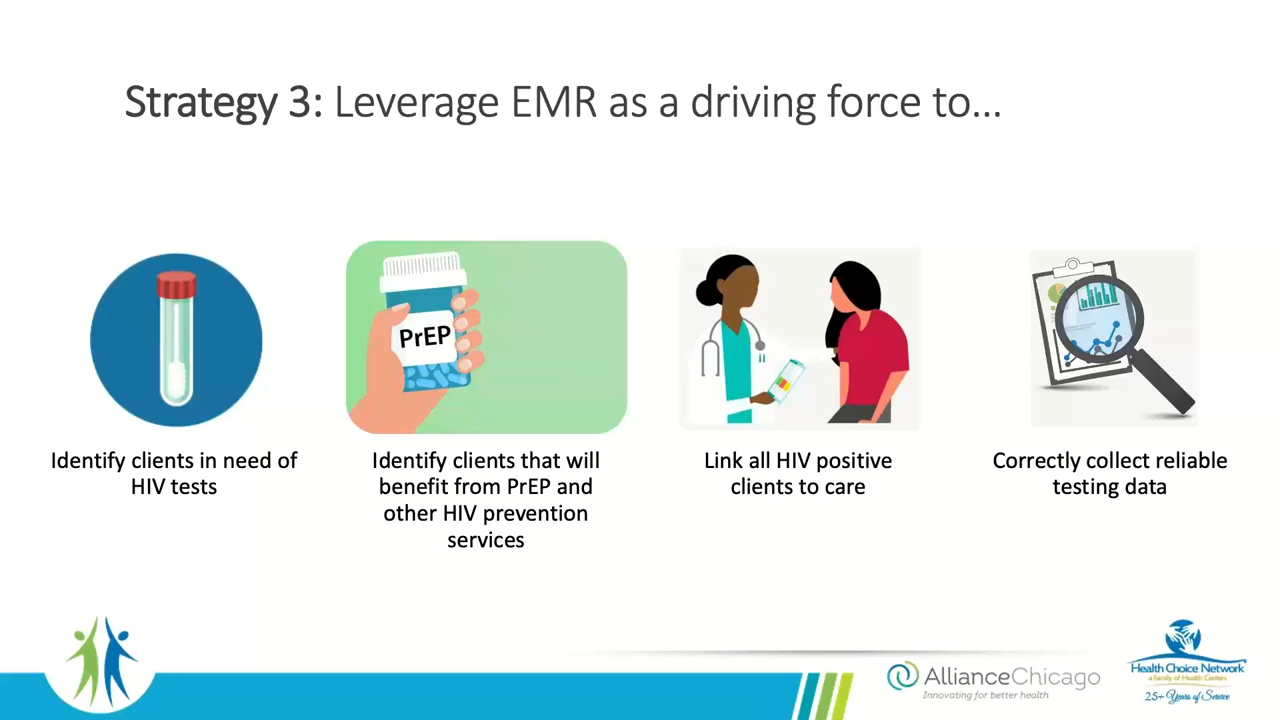 Strategy 3: Leverage EMR as a driving force to...
PrEP
Identify clients in need of
HIV tests
Identify clients that will
benefit from PrEP and
other HIV prevention
services
Link all HIV positive
clients to care
Correctly collect reliable
testing data
AllianceChicago
Innovating for better health
Health Choice Network
a Family of Health Centers
25+ Years of Service